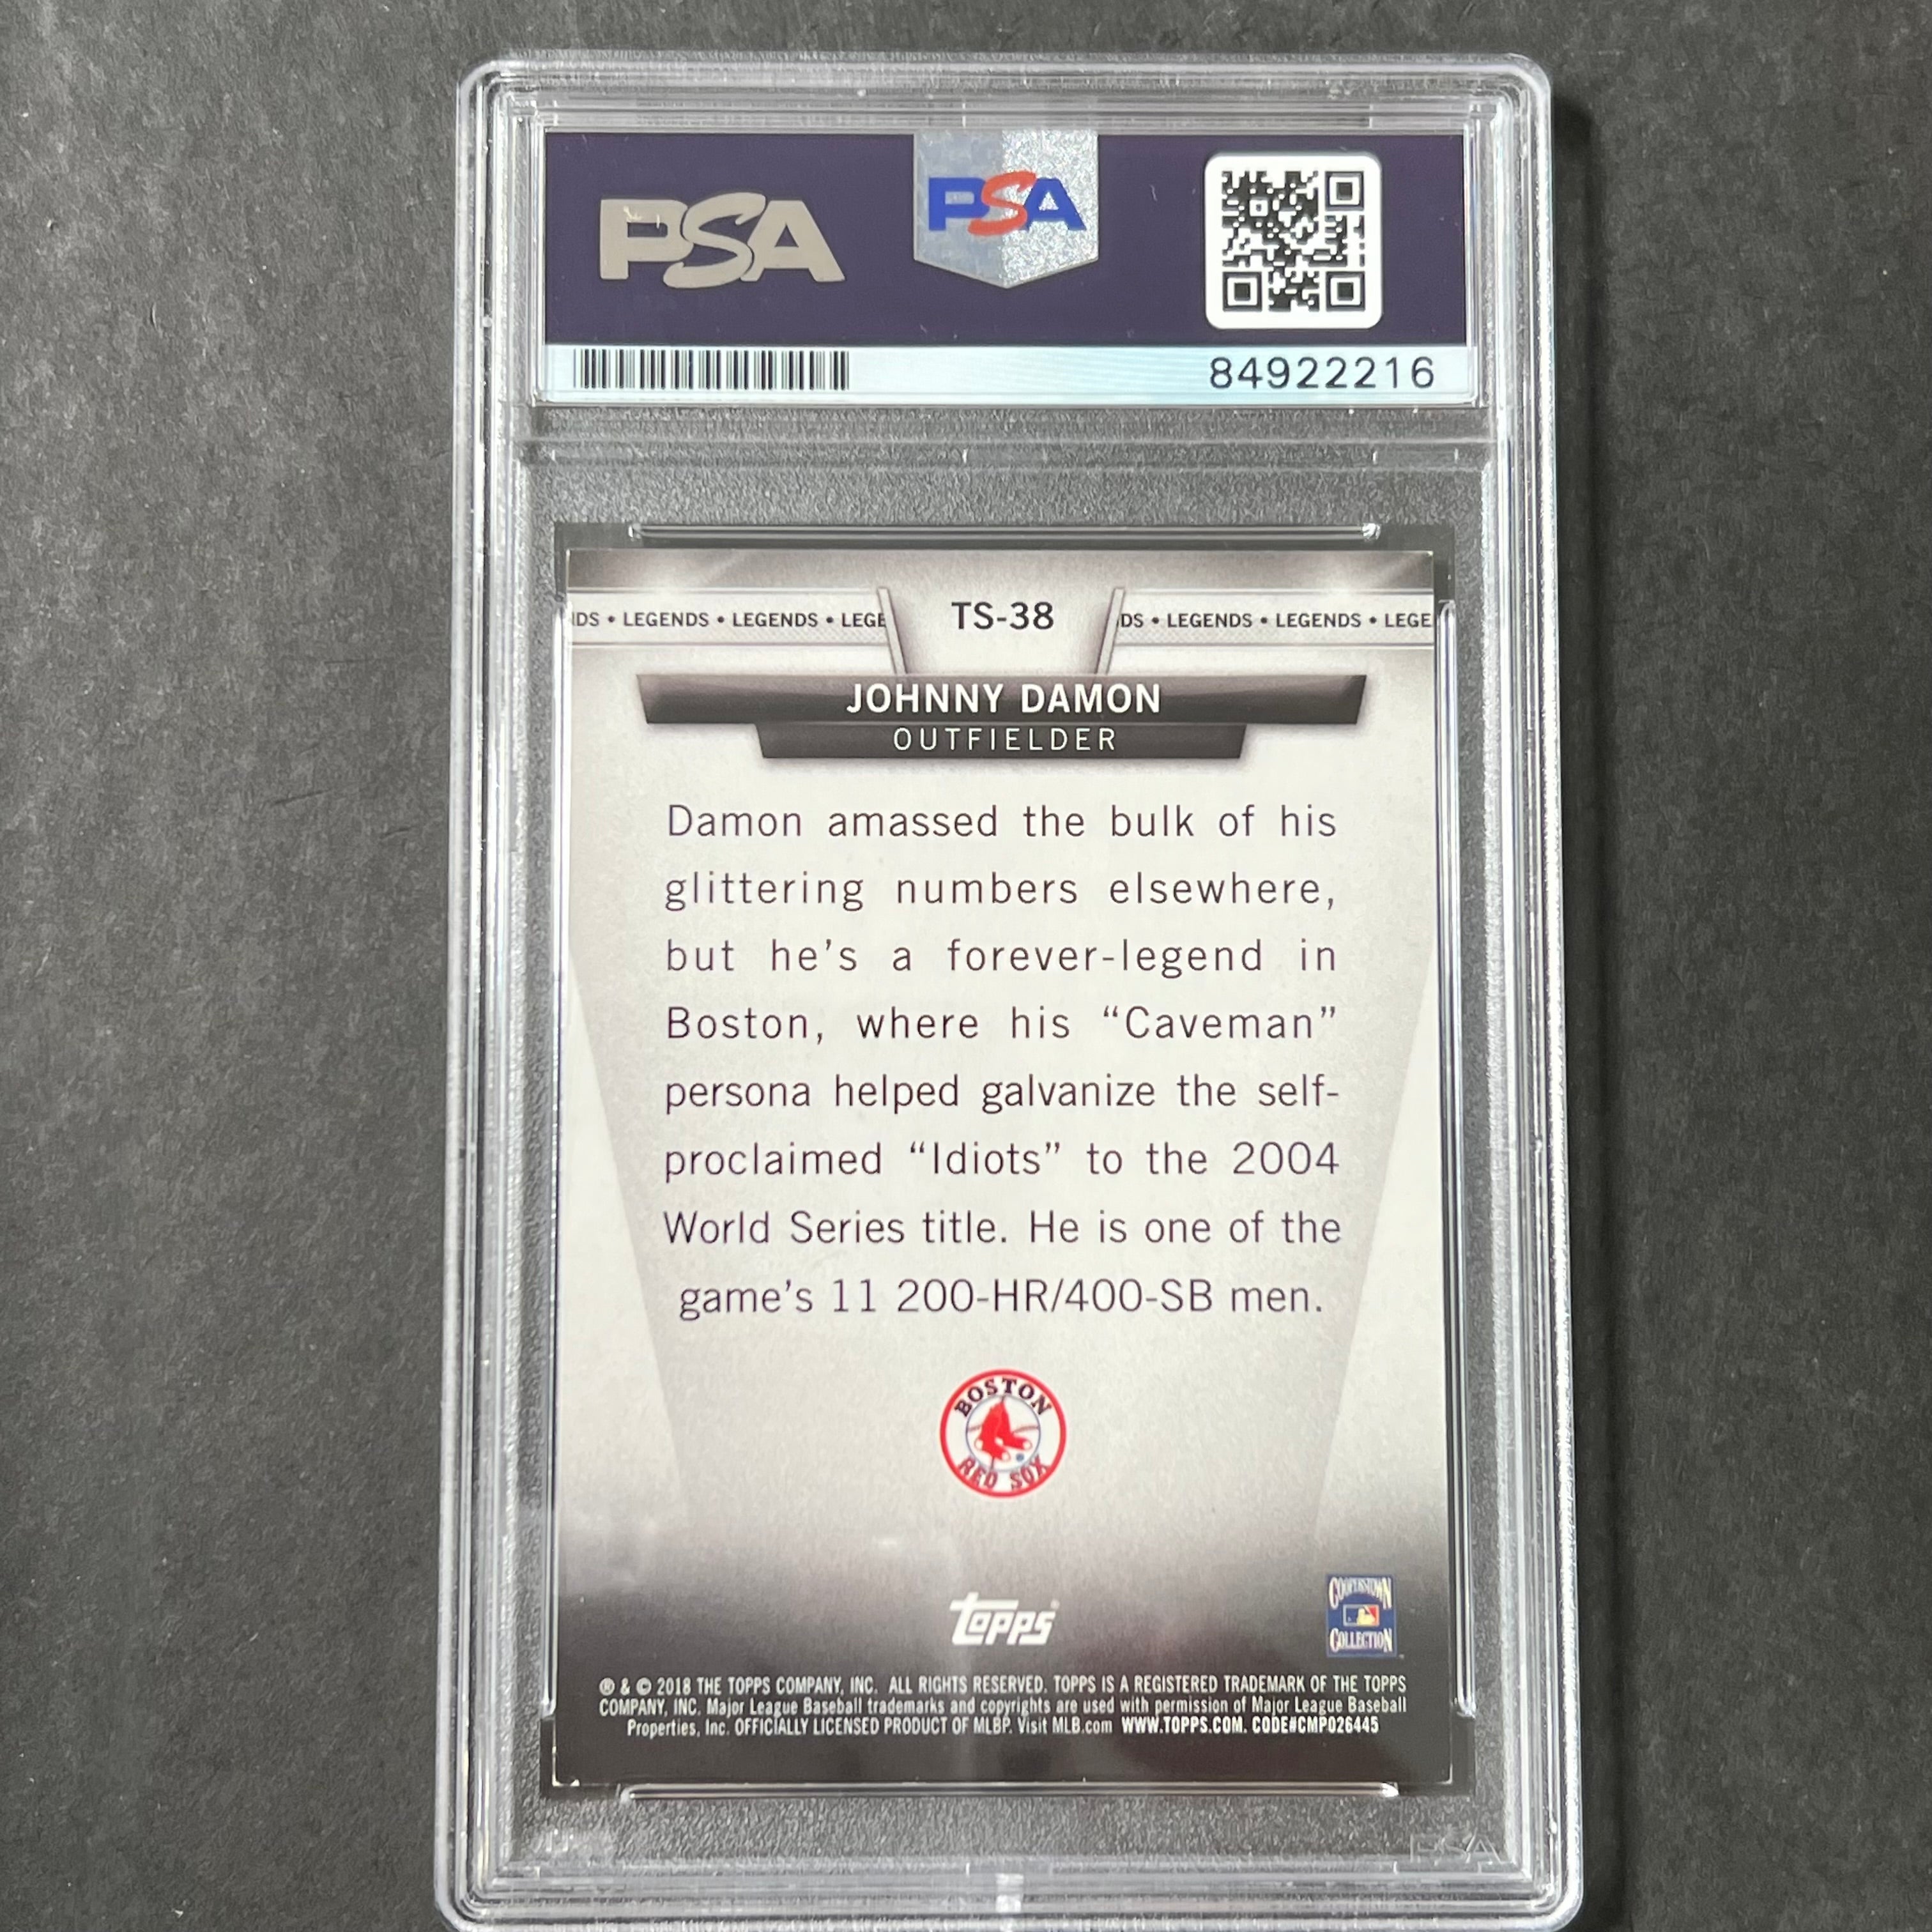 PSA
PSA
84922216
IDS • LEGENDS • LEGENDS • LEGE
TS-38
DS • LEGENDS • LEGENDS • LEGE
JOHNNY DAMON
OUTFIELDER
Damon amassed the bulk of his
glittering numbers elsewhere,
but he's a forever-legend in
Boston, where his “Caveman”
persona helped galvanize the self-
proclaimed “Idiots” to the 2004
World Series title. He is one of the
game's 11 200-HR/400-SB men.
BOSTON
RED SOX
topps
COOPERSTOWN
COLLECTION
® & © 2018 THE TOPPS COMPANY, INC. ALL RIGHTS RESERVED. TOPPS IS A REGISTERED TRADEMARK OF THE TOPPS
COMPANY, INC. Major League Baseball trademarks and copyrights are used with permission of Major League Baseball
Properties, Inc. OFFICIALLY LICENSED PRODUCT OF MLBP. Visit MLB.com WWW.TOPPS.COM. CODE#CMP026445
PSA